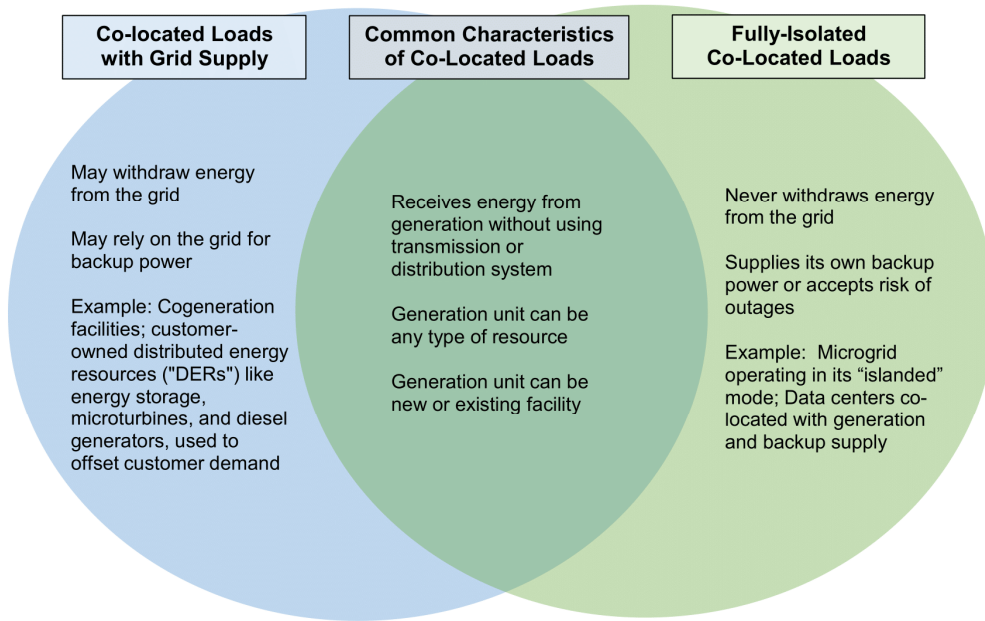 Co-located Loads
with Grid Supply
May withdraw energy
from the grid
May rely on the grid for
backup power
Example: Cogeneration
facilities; customer-
owned distributed energy
resources ("DERs") like
energy storage,
microturbines, and diesel
generators, used to
offset customer demand
Common Characteristics
of Co-Located Loads
Receives energy from
generation without using
transmission or
distribution system
Generation unit can be
any type of resource
Generation unit can be
new or existing facility
Fully-Isolated
Co-Located Loads
Never withdraws energy
from the grid
Supplies its own backup
power or accepts risk of
outages
Example:  Microgrid
operating in its “islanded”
mode; Data centers co-
located with generation
and backup supply